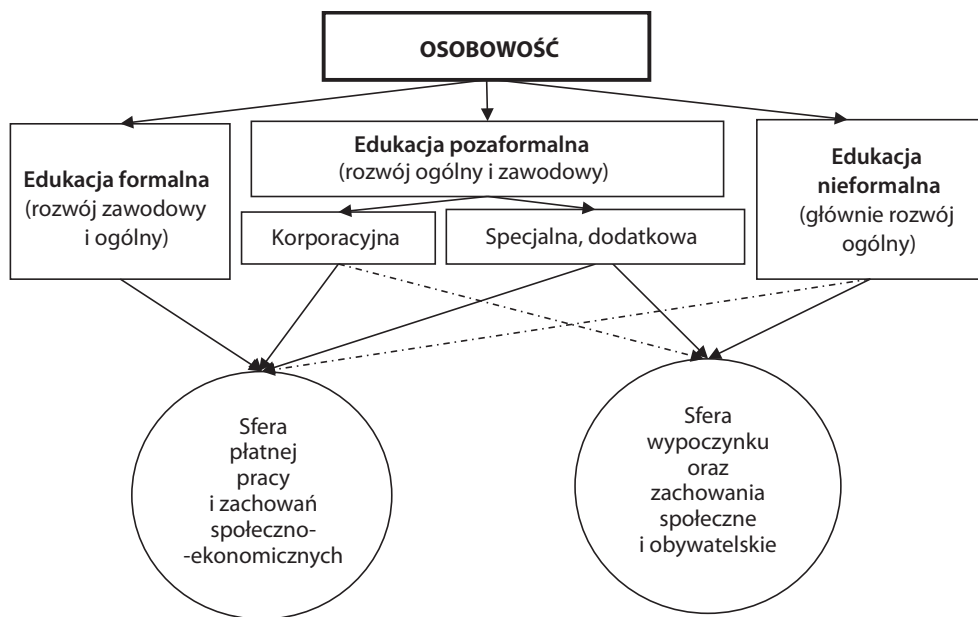 OSOBOWOŚĆ
Edukacja formalna
(rozwój zawodowy
i ogólny)
Edukacja pozaformalna
(rozwój ogólny i zawodowy)
Korporacyjna
Specjalna, dodatkowa
Edukacja
nieformalna
(głównie rozwój
ogólny)
Sfera
płatnej
pracy
i zachowań
społeczno-
-ekonomicznych
Sfera
wypoczynku
oraz
zachowania
społeczne
i obywatelskie